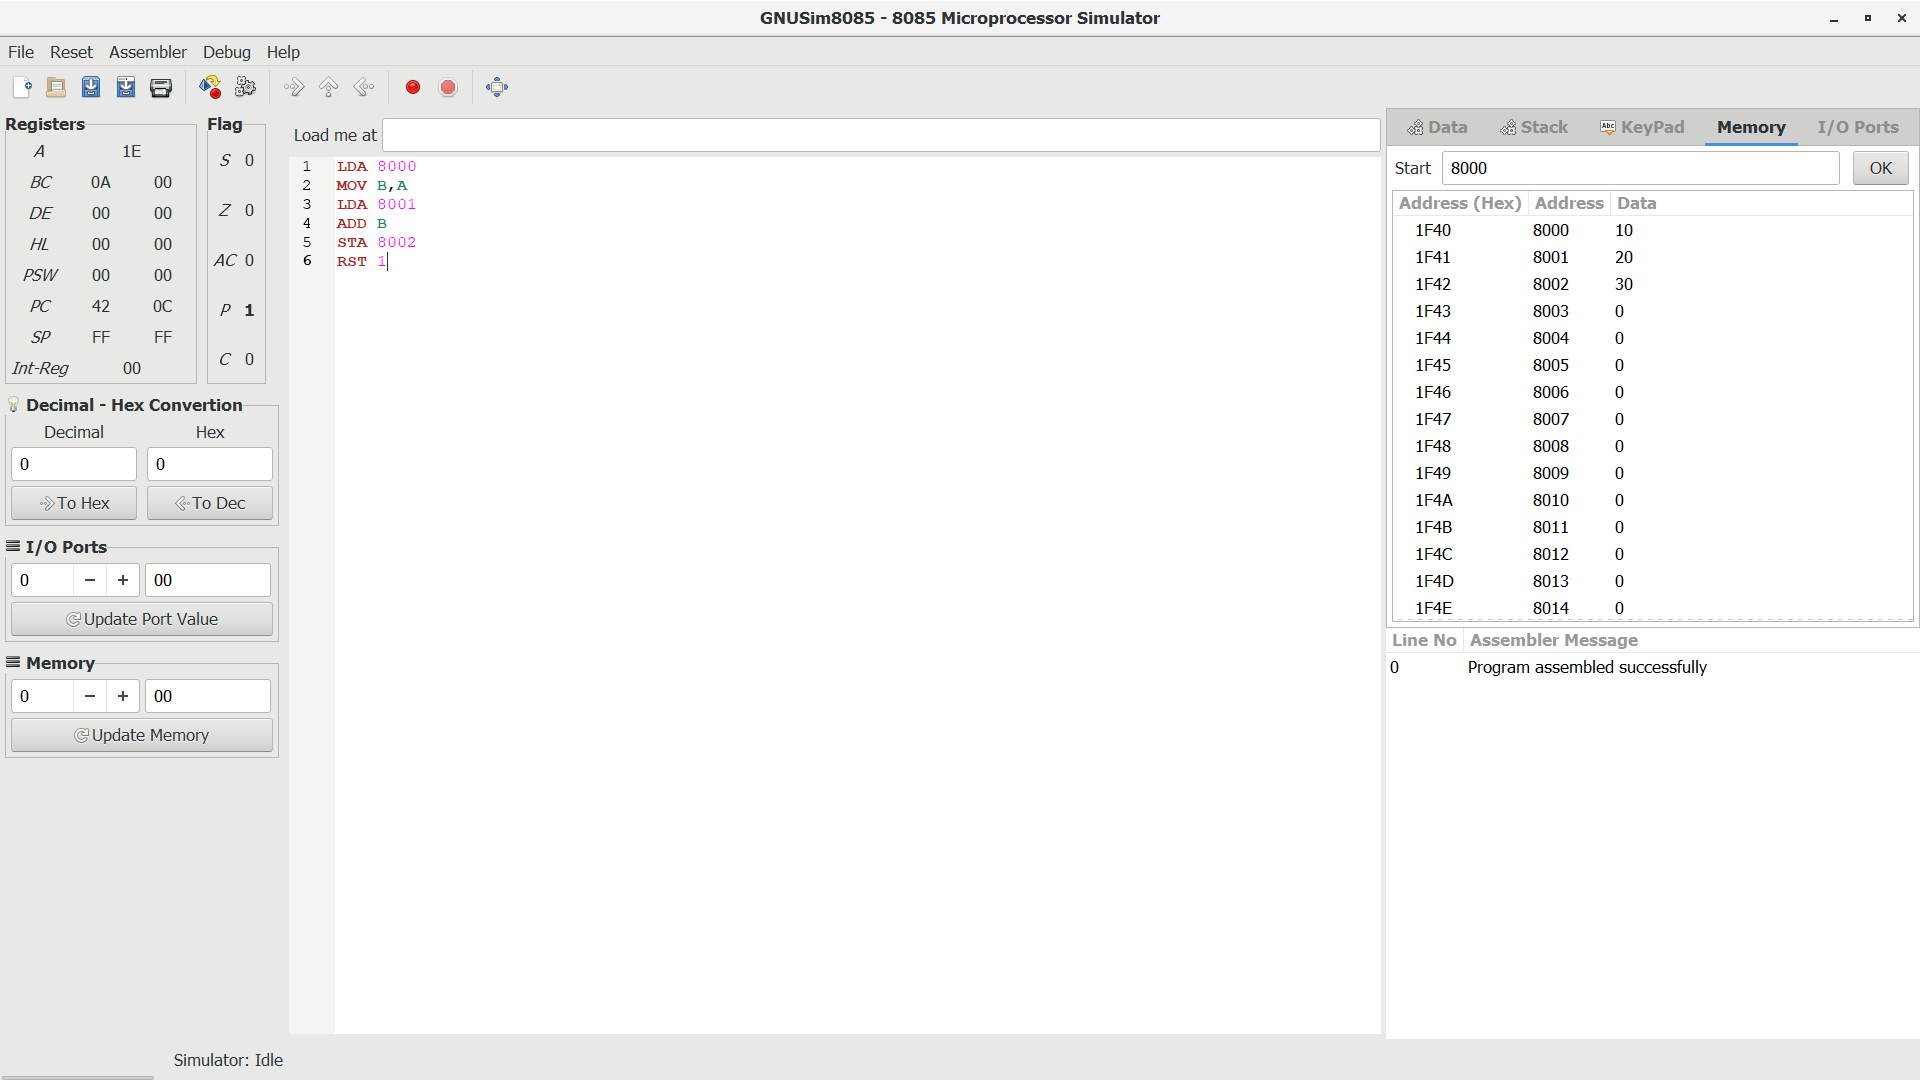 GNUSim8085 - 8085 Microprocessor Simulator
File Reset Assembler Debug Help
Registers
A 1E
BC 0A 00
DE 00 00
HL 00 00
PSW 00 00
PC 42 0C
SP FF FF
Int-Reg 00
Flag
S 0
Z 0
AC 0
P 1
C 0
Decimal - Hex Convertion
Decimal Hex
0 0
To Hex To Dec
I/O Ports
0 − + 00
Update Port Value
Memory
0 − + 00
Update Memory
Load me at
1 LDA 8000
2 MOV B,A
3 LDA 8001
4 ADD B
5 STA 8002
6 RST 1
Data Stack Abc KeyPad Memory I/O Ports
Start 8000 OK
Address (Hex) Address Data
1F40 8000 10
1F41 8001 20
1F42 8002 30
1F43 8003 0
1F44 8004 0
1F45 8005 0
1F46 8006 0
1F47 8007 0
1F48 8008 0
1F49 8009 0
1F4A 8010 0
1F4B 8011 0
1F4C 8012 0
1F4D 8013 0
1F4E 8014 0
Line No Assembler Message
0 Program assembled successfully
Simulator: Idle